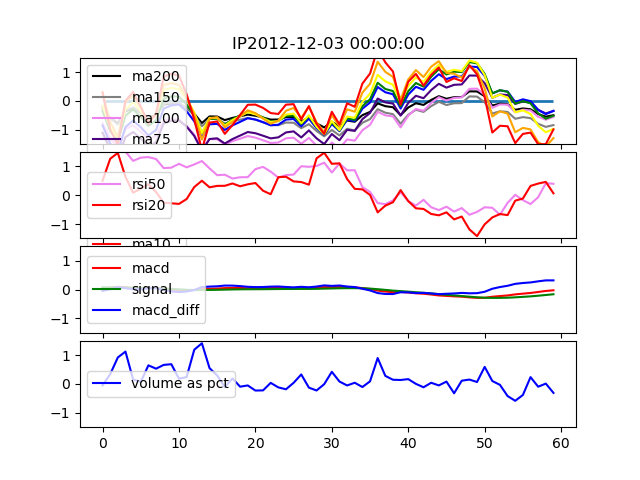 IP2012-12-03 00:00:00
1
0
−1
ma200
ma150
ma100
ma75
1
0
−1
rsi50
rsi20
ma10
1
0
−1
macd
signal
macd_diff
1
0
−1
volume as pct
0 10 20 30 40 50 60